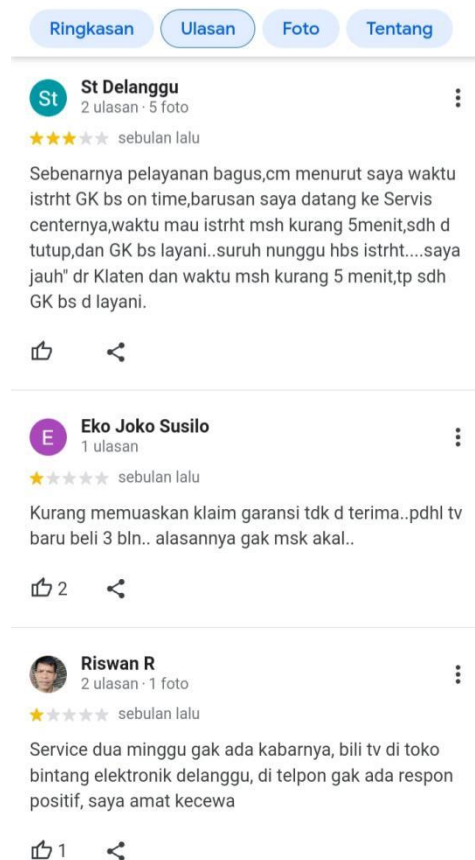 Ringkasan Ulasan Foto Tentang
St
St Delanggu
2 ulasan · 5 foto
sebulan lalu
Sebenarnya pelayanan bagus,cm menurut saya waktu
istrht GK bs on time,barusan saya datang ke Servis
centernya,waktu mau istrht msh kurang 5menit,sdh d
tutup,dan GK bs layani..suruh nunggu hbs istrht....saya
jauh" dr Klaten dan waktu msh kurang 5 menit,tp sdh
GK bs d layani.
E
Eko Joko Susilo
1 ulasan
sebulan lalu
Kurang memuaskan klaim garansi tdk d terima..pdhl tv
baru beli 3 bln.. alasannya gak msk akal..
2
Riswan R
2 ulasan · 1 foto
sebulan lalu
Service dua minggu gak ada kabarnya, bili tv di toko
bintang elektronik delanggu, di telpon gak ada respon
positif, saya amat kecewa
1